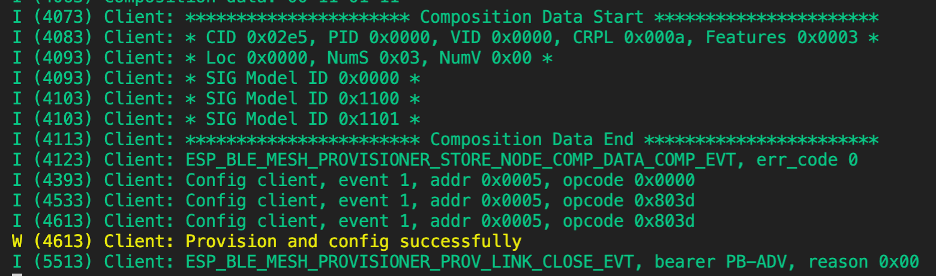 I (4073) Client: ********************** Composition Data Start **********************
I (4083) Client: * CID 0x02e5, PID 0x0000, VID 0x0000, CRPL 0x000a, Features 0x0003 *
I (4093) Client: * Loc 0x0000, NumS 0x03, NumV 0x00 *
I (4093) Client: * SIG Model ID 0x0000 *
I (4103) Client: * SIG Model ID 0x1100 *
I (4103) Client: * SIG Model ID 0x1101 *
I (4113) Client: *********************** Composition Data End ***********************
I (4123) Client: ESP_BLE_MESH_PROVISIONER_STORE_NODE_COMP_DATA_COMP_EVT, err_code 0
I (4393) Client: Config client, event 1, addr 0x0005, opcode 0x0000
I (4533) Client: Config client, event 1, addr 0x0005, opcode 0x803d
I (4613) Client: Config client, event 1, addr 0x0005, opcode 0x803d
W (4613) Client: Provision and config successfully
I (5513) Client: ESP_BLE_MESH_PROVISIONER_PROV_LINK_CLOSE_EVT, bearer PB-ADV, reason 0x00